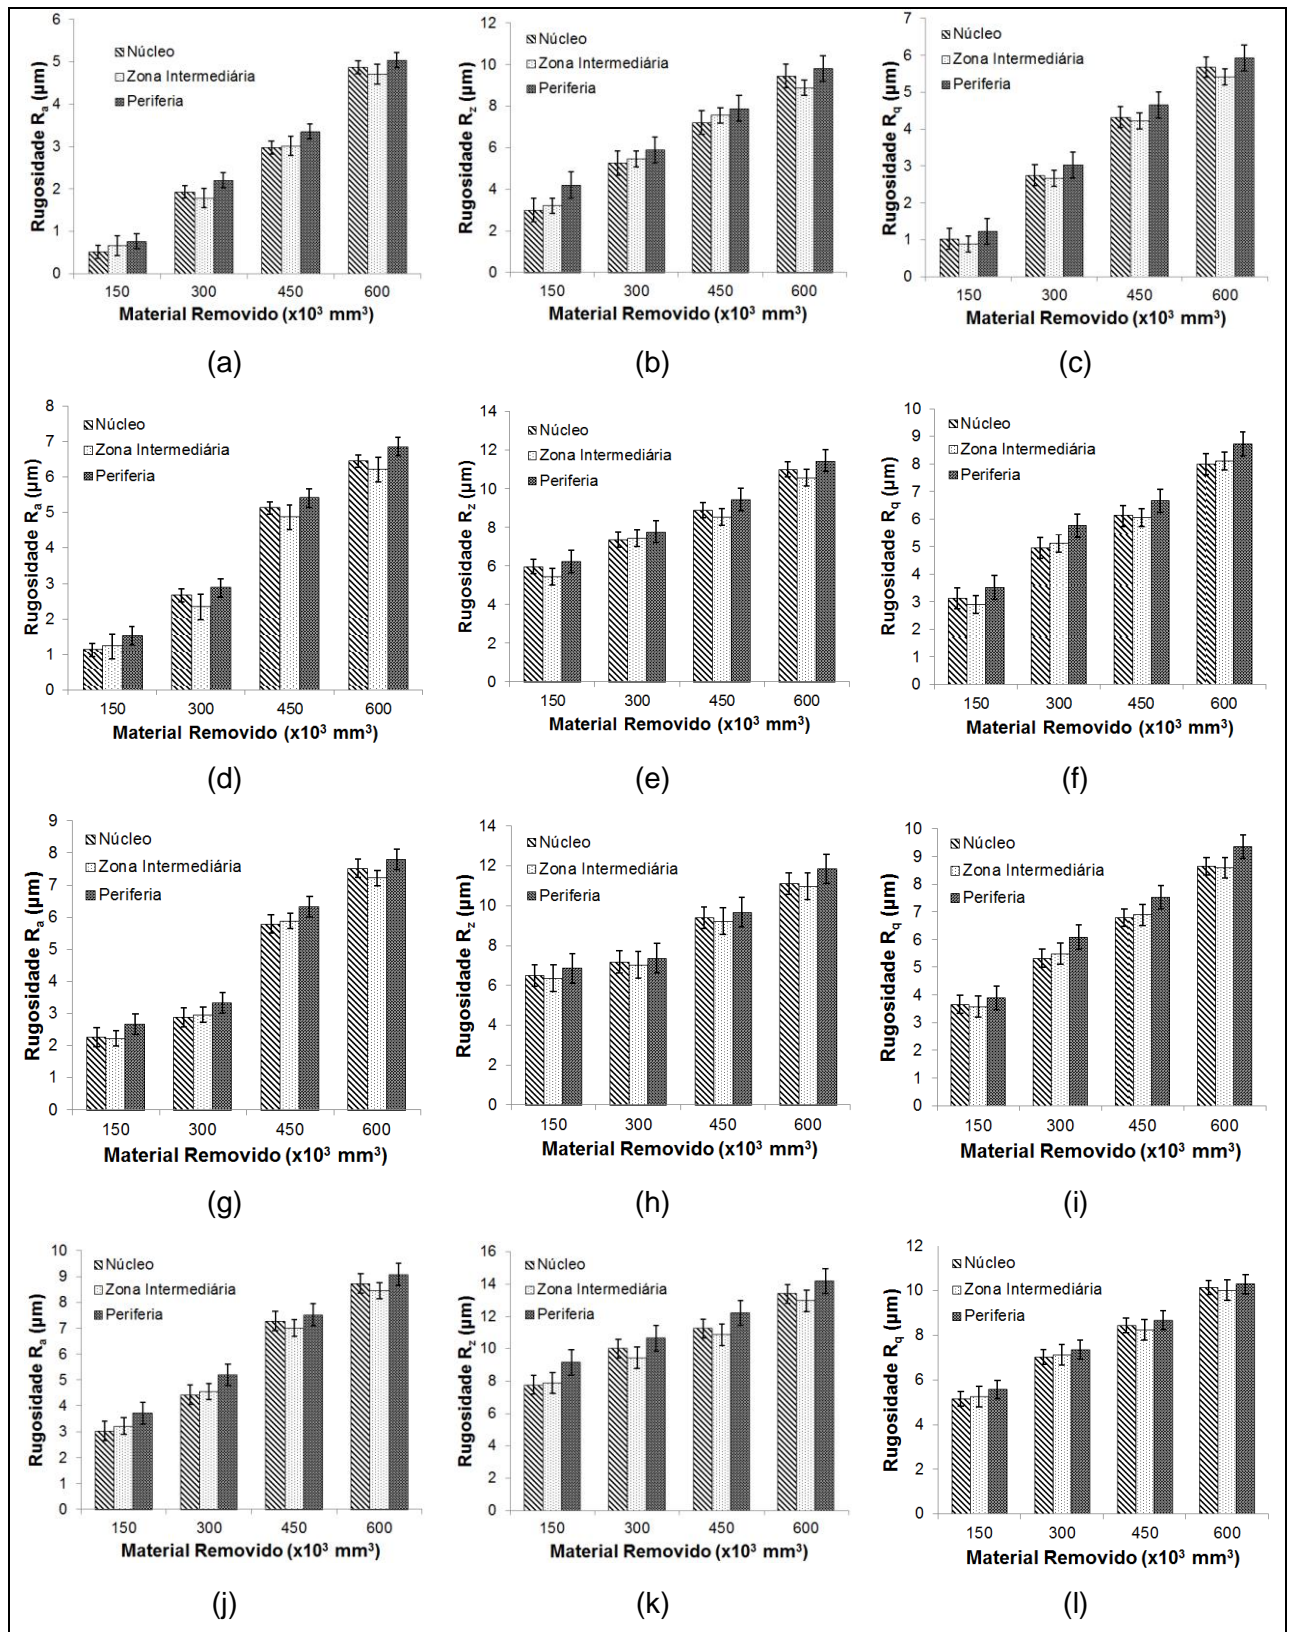 6
5
4
3
2
1
0
Rugosidade Rₐ (µm)
Núcleo
Zona Intermediária
Periferia
150 300 450 600
Material Removido (x10³ mm³)
(a)
12
10
8
6
4
2
0
Rugosidade R_z (µm)
Núcleo
Zona Intermediária
Periferia
150 300 450 600
Material Removido (x10³ mm³)
(b)
7
6
5
4
3
2
1
0
Rugosidade R_q (µm)
Núcleo
Zona Intermediária
Periferia
150 300 450 600
Material Removido (x10³ mm³)
(c)
8
7
6
5
4
3
2
1
0
Rugosidade Rₐ (µm)
Núcleo
Zona Intermediária
Periferia
150 300 450 600
Material Removido (x10³ mm³)
(d)
14
12
10
8
6
4
2
0
Rugosidade R_z (µm)
Núcleo
Zona Intermediária
Periferia
150 300 450 600
Material Removido (x10³ mm³)
(e)
10
9
8
7
6
5
4
3
2
1
0
Rugosidade R_q (µm)
Núcleo
Zona Intermediária
Periferia
150 300 450 600
Material Removido (x10³ mm³)
(f)
9
8
7
6
5
4
3
2
1
0
Rugosidade Rₐ (µm)
Núcleo
Zona Intermediária
Periferia
150 300 450 600
Material Removido (x10³ mm³)
(g)
14
12
10
8
6
4
2
0
Rugosidade R_z (µm)
Núcleo
Zona Intermediária
Periferia
150 300 450 600
Material Removido (x10³ mm³)
(h)
10
9
8
7
6
5
4
3
2
1
0
Rugosidade R_q (µm)
Núcleo
Zona Intermediária
Periferia
150 300 450 600
Material Removido (x10³ mm³)
(i)
10
9
8
7
6
5
4
3
2
1
0
Rugosidade Rₐ (µm)
Núcleo
Zona Intermediária
Periferia
150 300 450 600
Material Removido (x10³ mm³)
(j)
16
14
12
10
8
6
4
2
0
Rugosidade R_z (µm)
Núcleo
Zona Intermediária
Periferia
150 300 450 600
Material Removido (x10³ mm³)
(k)
12
10
8
6
4
2
0
Rugosidade R_q (µm)
Núcleo
Zona Intermediária
Periferia
150 300 450 600
Material Removido (x10³ mm³)
(l)